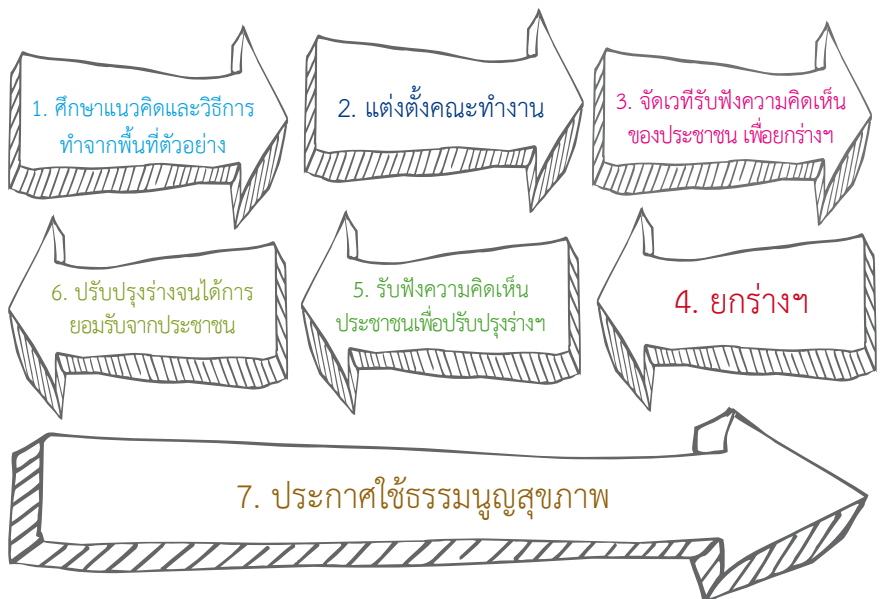 1. ศึกษาแนวคิดและวิธีการ
ทำจากพื้นที่ตัวอย่าง
2. แต่งตั้งคณะทำงาน
3. จัดเวทีรับฟังความคิดเห็น
ของประชาชน เพื่อยกร่างฯ
4. ยกร่างฯ
5. รับฟังความคิดเห็น
ประชาชนเพื่อปรับปรุงร่างฯ
6. ปรับปรุงร่างจนได้การ
ยอมรับจากประชาชน
7. ประกาศใช้ธรรมนูญสุขภาพ